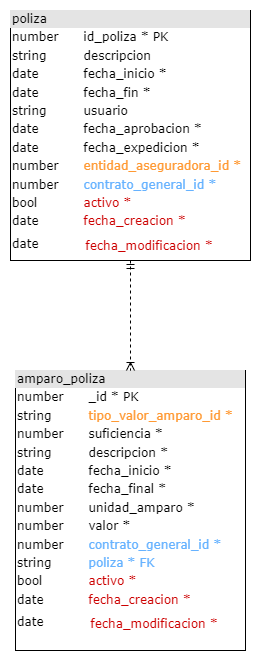 poliza
number id_poliza * PK
string descripcion
date fecha_inicio *
date fecha_fin *
string usuario
date fecha_aprobacion *
date fecha_expedicion *
number entidad_aseguradora_id *
number contrato_general_id *
bool activo *
date fecha_creacion *
date fecha_modificacion *
amparo_poliza
number _id * PK
string tipo_valor_amparo_id *
number suficiencia *
string descripcion *
date fecha_inicio *
date fecha_final *
number unidad_amparo *
number valor *
number contrato_general_id *
string poliza * FK
bool activo *
date fecha_creacion *
date fecha_modificacion *